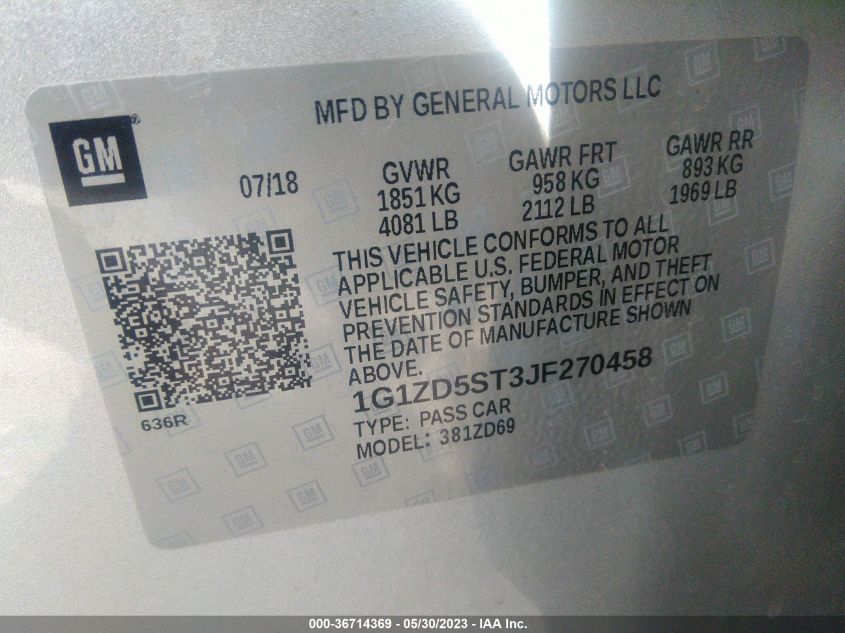 MFD BY GENERAL MOTORS LLC
GM®
07/18
GVWR
1851 KG
4081 LB
GAWR FRT
958 KG
2112 LB
GAWR RR
893 KG
1969 LB
THIS VEHICLE CONFORMS TO ALL
APPLICABLE U.S. FEDERAL MOTOR
VEHICLE SAFETY, BUMPER, AND THEFT
PREVENTION STANDARDS IN EFFECT ON
THE DATE OF MANUFACTURE SHOWN
ABOVE.
1G1ZD5ST3JF270458
TYPE: PASS CAR
MODEL: 381ZD69
636R
000-36714369 - 05/30/2023 - IAA Inc.